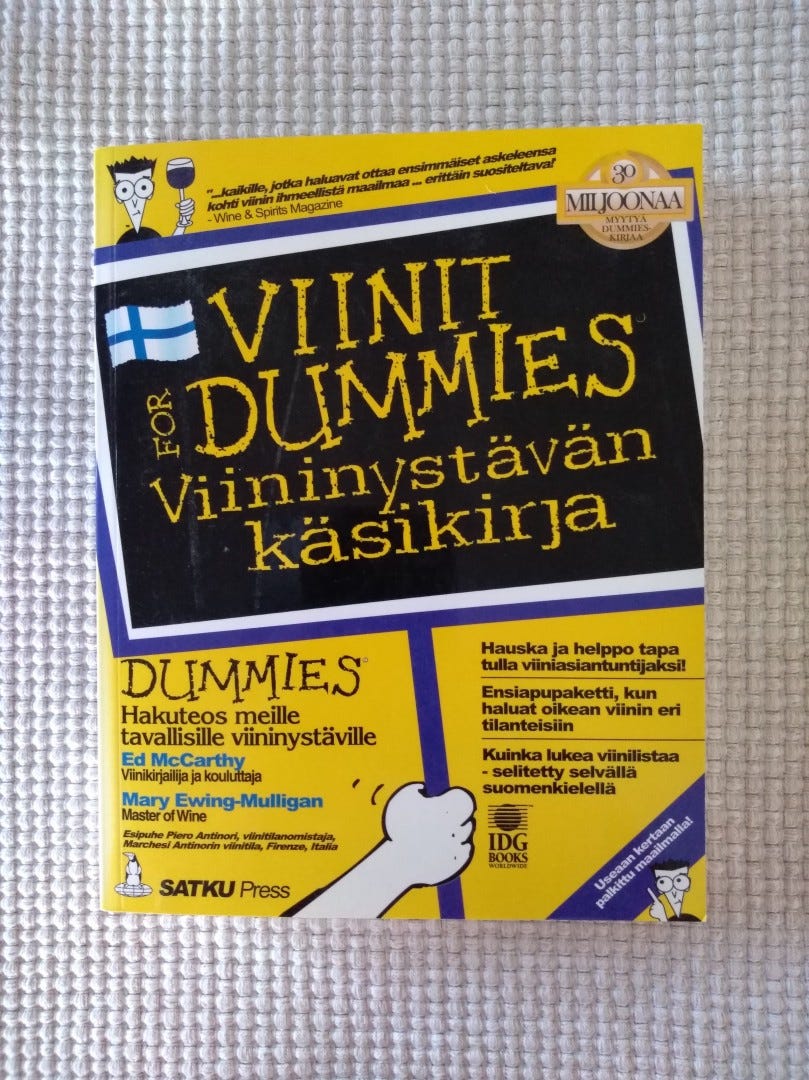 "...kaikille, jotka haluavat ottaa ensimmäiset askeleensa
kohti viinin ihmeellistä maailmaa ... erittäin suositeltava!"
- Wine & Spirits Magazine
30
MILJOONAA
MYYTYÄ
DUMMIES-
KIRJAA
VIINIT
FOR
DUMMIES
Viininystävän
käsikirja
DUMMIES
Hakuteos meille
tavallisille viininystäville
Ed McCarthy
Viinikirjailija ja kouluttaja
Mary Ewing-Mulligan
Master of Wine
Esipuhe Piero Antinori, viinitilanomistaja,
Marchesi Antinorin viinitila, Firenze, Italia
SATKU Press
Hauska ja helppo tapa
tulla viiniasiantuntijaksi!
Ensiapupaketti, kun
haluat oikean viinin eri
tilanteisiin
Kuinka lukea viinilistaa
- selitetty selvällä
suomenkielellä
IDG
BOOKS
WORLDWIDE
Useaan kertaan
palkittu maailmalla!